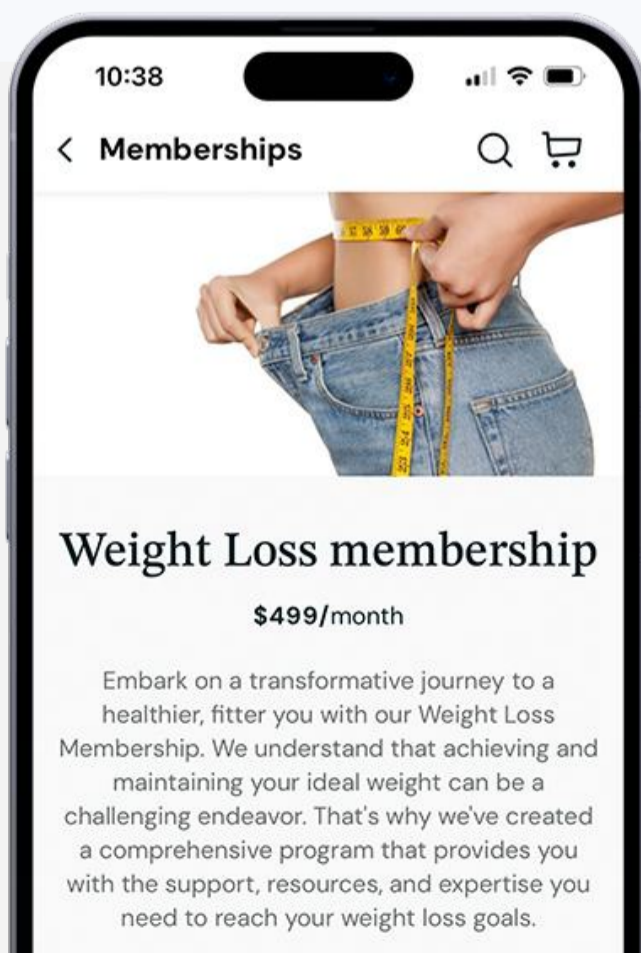 10:38
Memberships
Weight Loss membership
$499/month
Embark on a transformative journey to a
healthier, fitter you with our Weight Loss
Membership. We understand that achieving and
maintaining your ideal weight can be a
challenging endeavor. That's why we've created
a comprehensive program that provides you
with the support, resources, and expertise you
need to reach your weight loss goals.